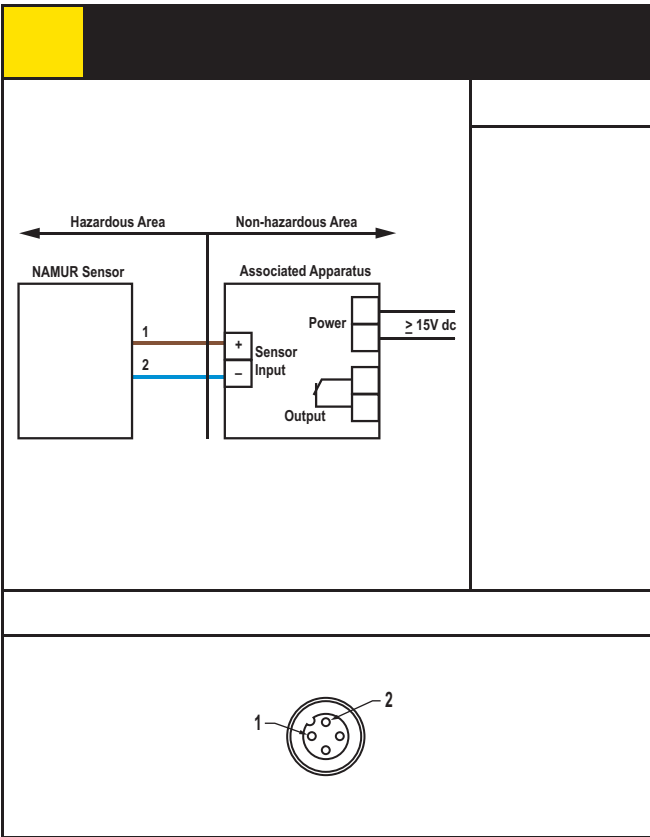 Hazardous Area
Non-hazardous Area
NAMUR Sensor
Associated Apparatus
Power
≥ 15V dc
1
+
Sensor
2
–
Input
Output
2
1